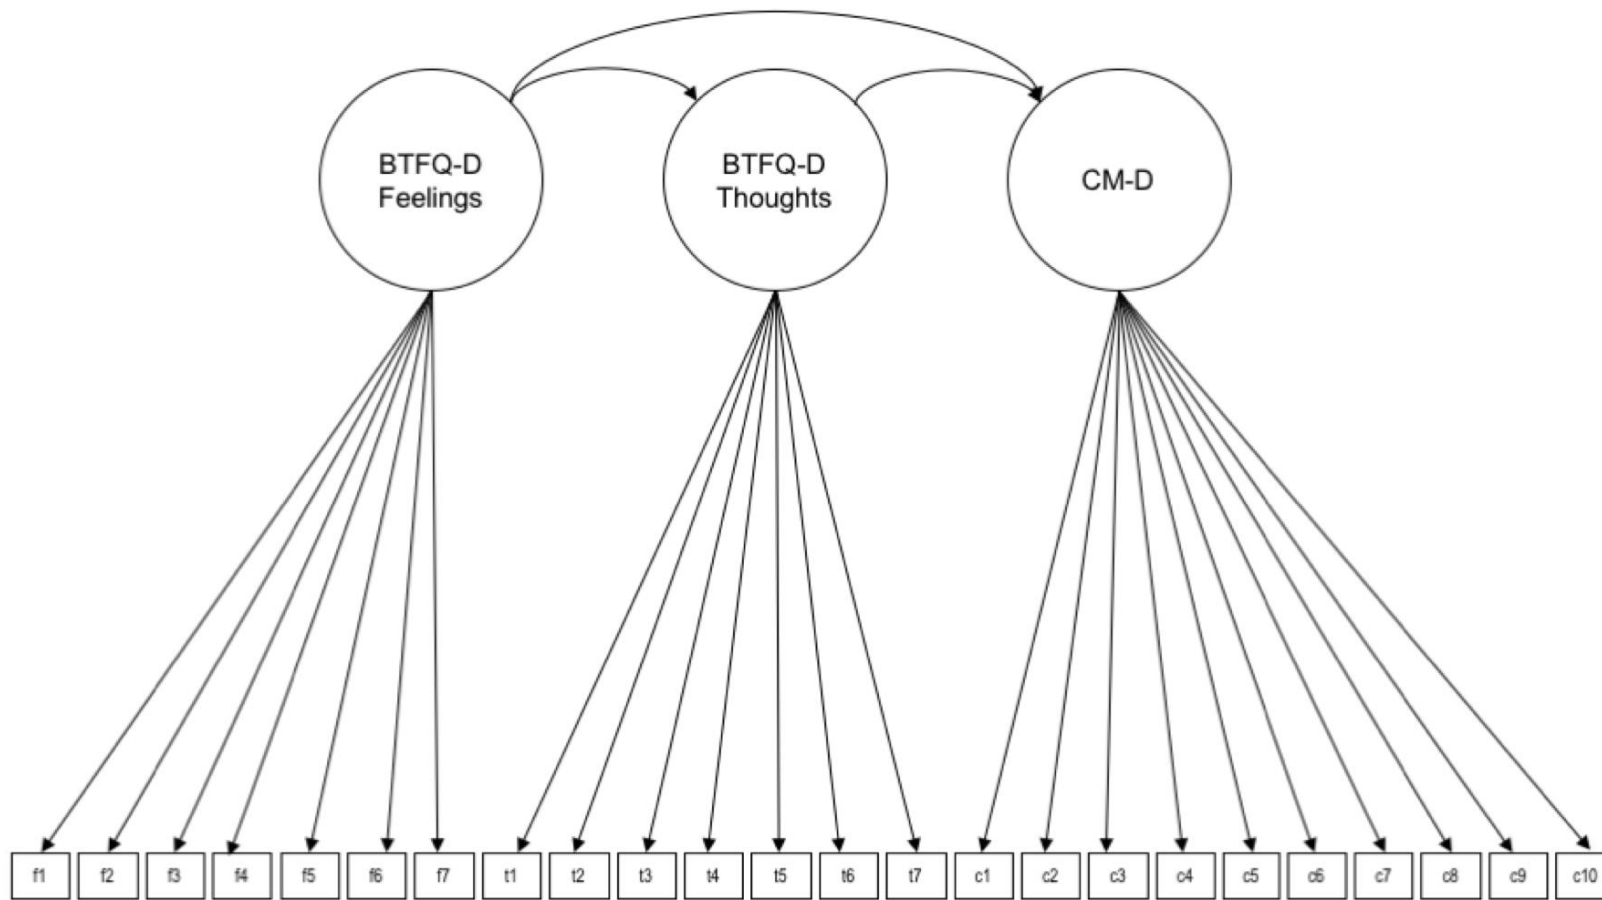 BTFQ-D
Feelings
BTFQ-D
Thoughts
CM-D
f1 f2 f3 f4 f5 f6 f7 t1 t2 t3 t4 t5 t6 t7 c1 c2 c3 c4 c5 c6 c7 c8 c9 c10